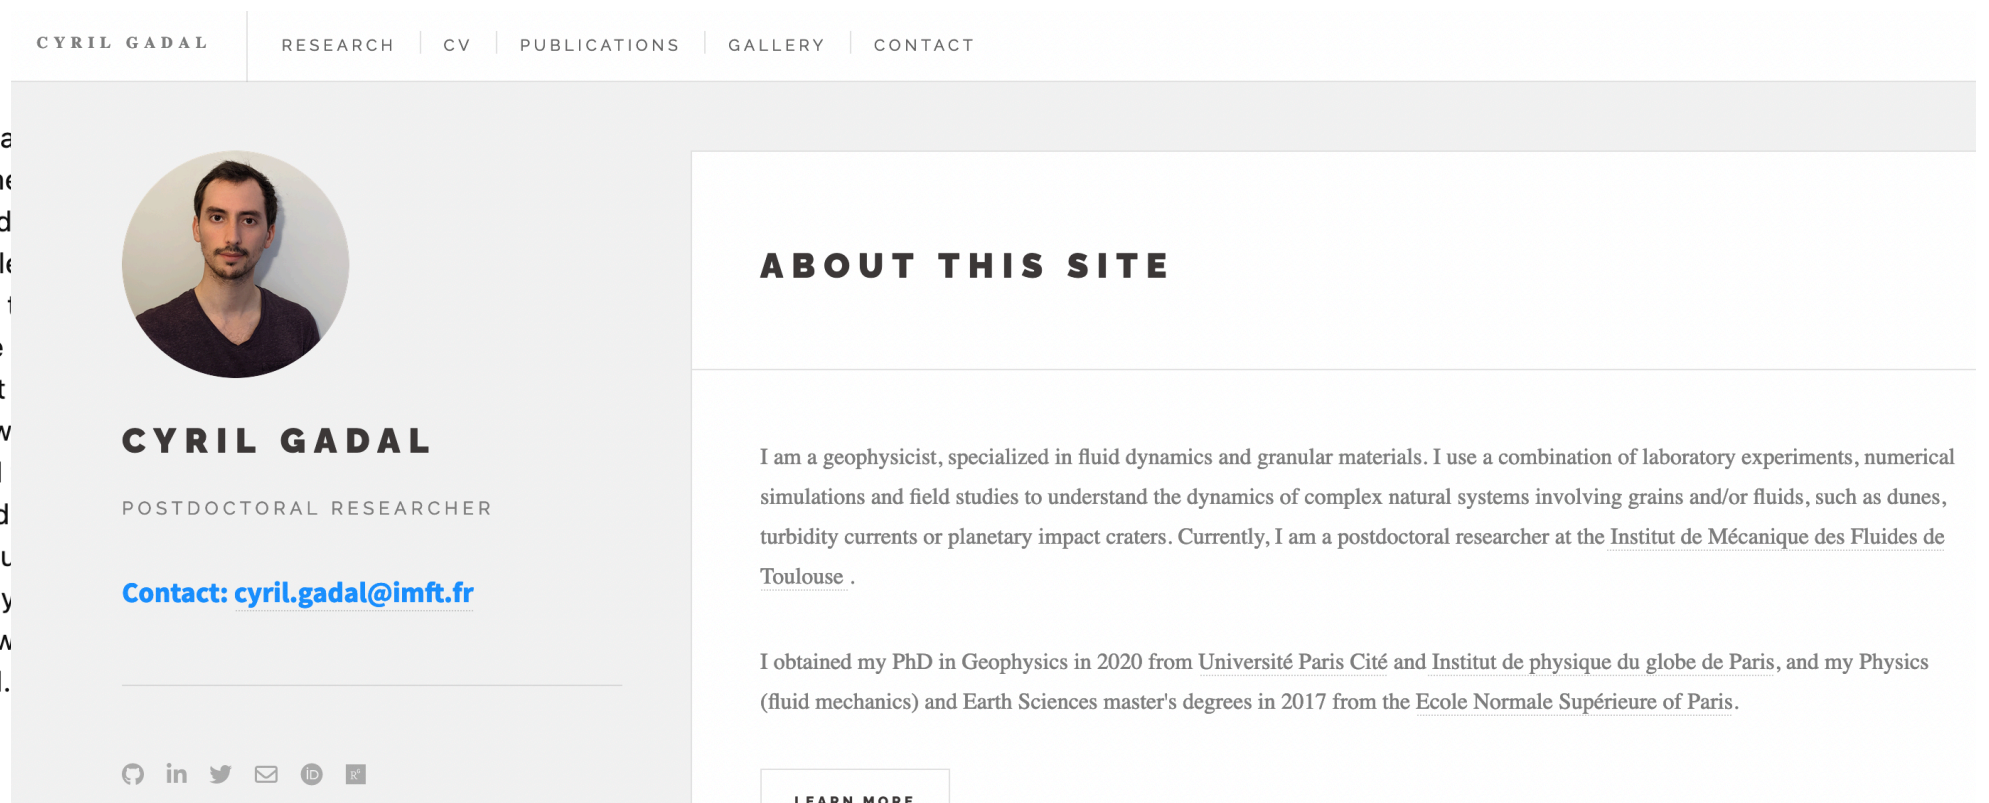 CYRIL GADAL
RESEARCH
CV
PUBLICATIONS
GALLERY
CONTACT
CYRIL GADAL
POSTDOCTORAL RESEARCHER
Contact: cyril.gadal@imft.fr
ABOUT THIS SITE
I am a geophysicist, specialized in fluid dynamics and granular materials. I use a combination of laboratory experiments, numerical
simulations and field studies to understand the dynamics of complex natural systems involving grains and/or fluids, such as dunes,
turbidity currents or planetary impact craters. Currently, I am a postdoctoral researcher at the Institut de Mécanique des Fluides de
Toulouse .
I obtained my PhD in Geophysics in 2020 from Université Paris Cité and Institut de physique du globe de Paris, and my Physics
(fluid mechanics) and Earth Sciences master's degrees in 2017 from the Ecole Normale Supérieure of Paris.
LEARN MORE